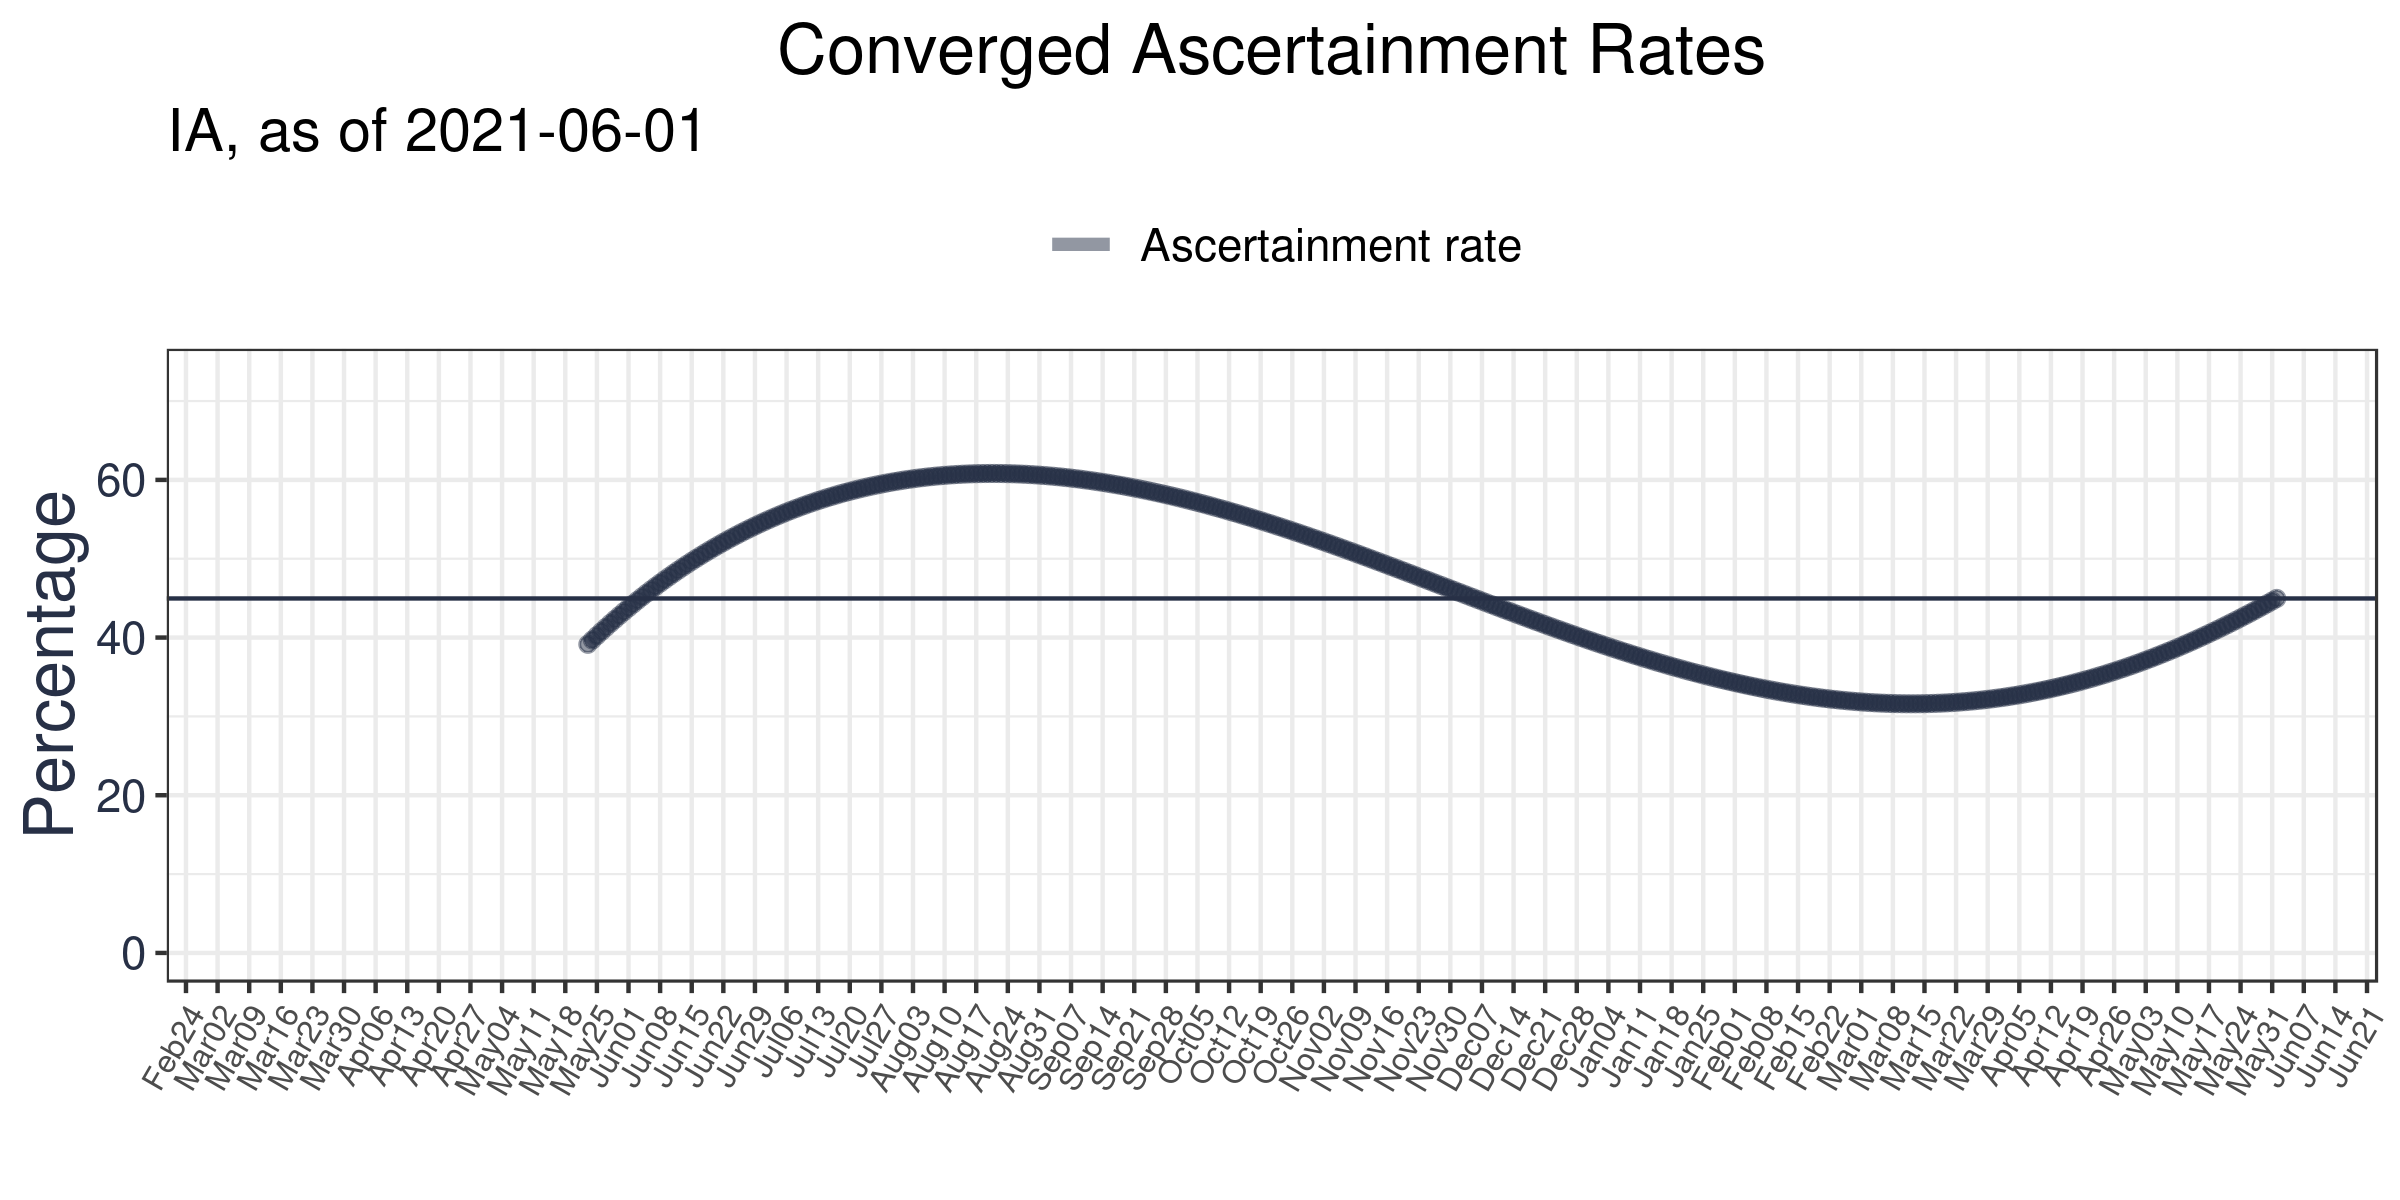 Converged Ascertainment Rates
IA, as of 2021-06-01
Ascertainment rate
Percentage
60
40
20
0
Feb24
Mar02
Mar09
Mar16
Mar23
Mar30
Apr06
Apr13
Apr20
Apr27
May04
May11
May18
May25
Jun01
Jun08
Jun15
Jun22
Jun29
Jul06
Jul13
Jul20
Jul27
Aug03
Aug10
Aug17
Aug24
Aug31
Sep07
Sep14
Sep21
Sep28
Oct05
Oct12
Oct19
Oct26
Nov02
Nov09
Nov16
Nov23
Nov30
Dec07
Dec14
Dec21
Dec28
Jan04
Jan11
Jan18
Jan25
Feb01
Feb08
Feb15
Feb22
Mar01
Mar08
Mar15
Mar22
Mar29
Apr05
Apr12
Apr19
Apr26
May03
May10
May17
May24
May31
Jun07
Jun14
Jun21